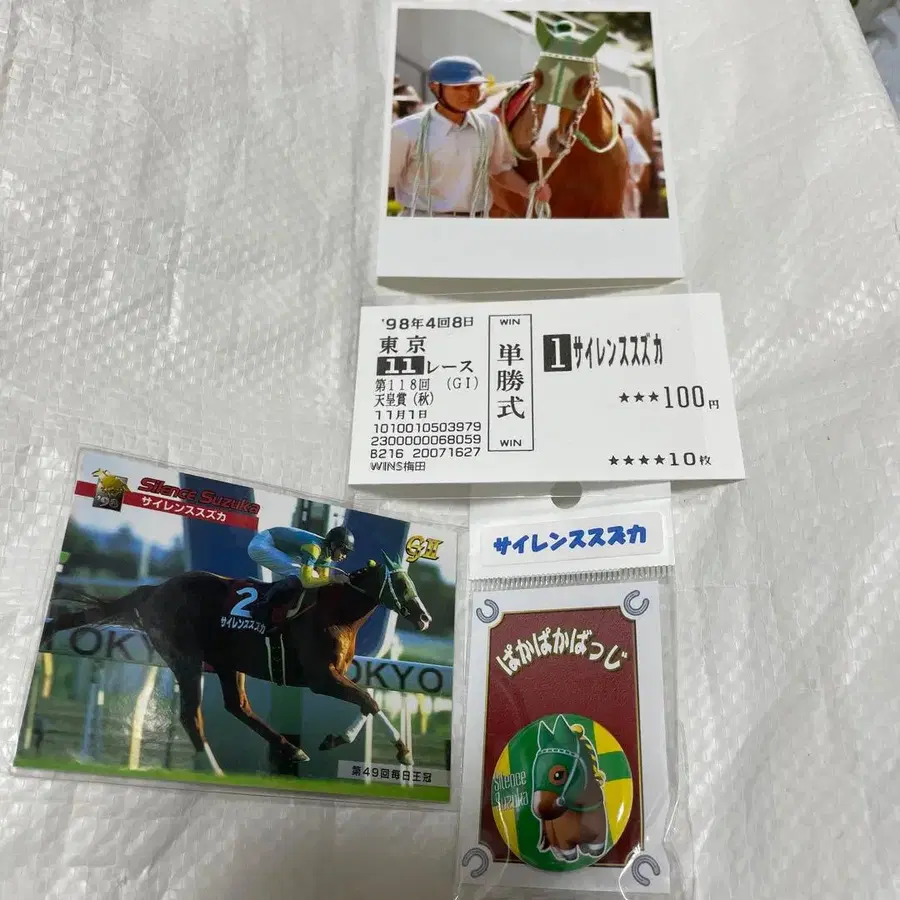 '98年4回8日
東京
11レース
第118回 (GI)
天皇賞(秋)
11月1日
1010010503979
2300000068059
B216 20071627
WINS梅田
WIN
単勝式
WIN
1サイレンススズカ
★★★100円
★★★★10枚
'98
Silence Suzuka
サイレンススズカ
GII
2
サイレンススズカ
TOKYO
TOKYO
第49回毎日王冠
サイレンススズカ
ぱかぱかばっじ
Silence
Suzuka